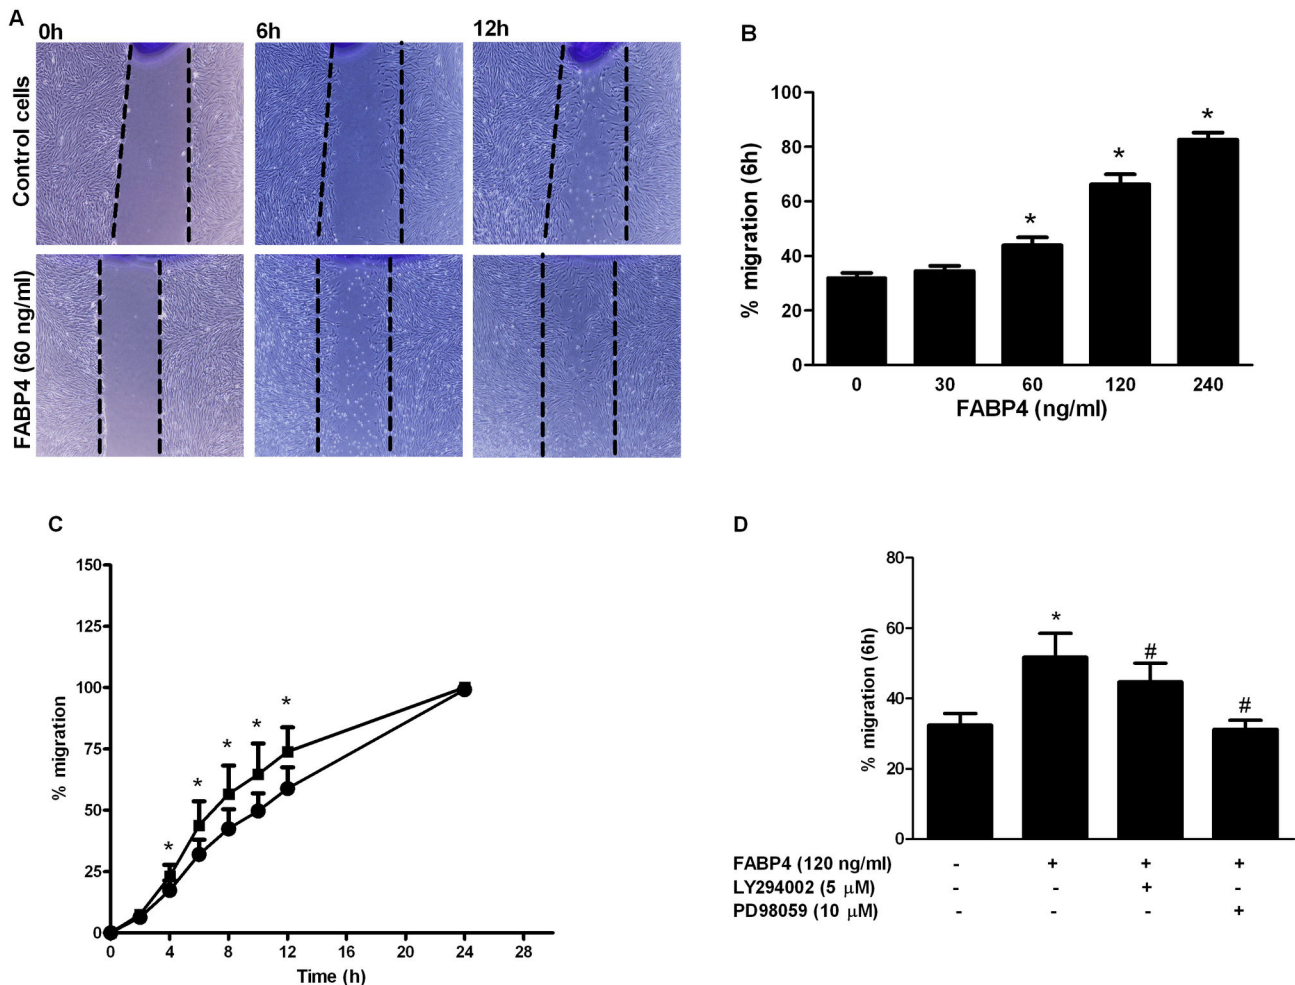 A
0h
6h
12h
Control cells
FABP4 (60 ng/ml)
B
% migration (6h)
100
80
60
40
20
0
*
*
*
0 30 60 120 240
FABP4 (ng/ml)
C
% migration
150
125
100
75
50
25
0
*
*
*
*
*
0 4 8 12 16 20 24 28
Time (h)
D
% migration (6h)
80
60
40
20
0
*
#
#
FABP4 (120 ng/ml) - + + +
LY294002 (5 µM) - - + -
PD98059 (10 µM) - - - +